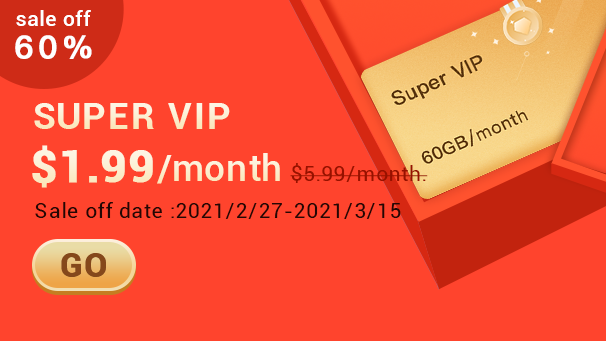 sale off
60%
SUPER VIP
$1.99/month $5.99/month.
Sale off date :2021/2/27-2021/3/15
GO
Super VIP
60GB/month